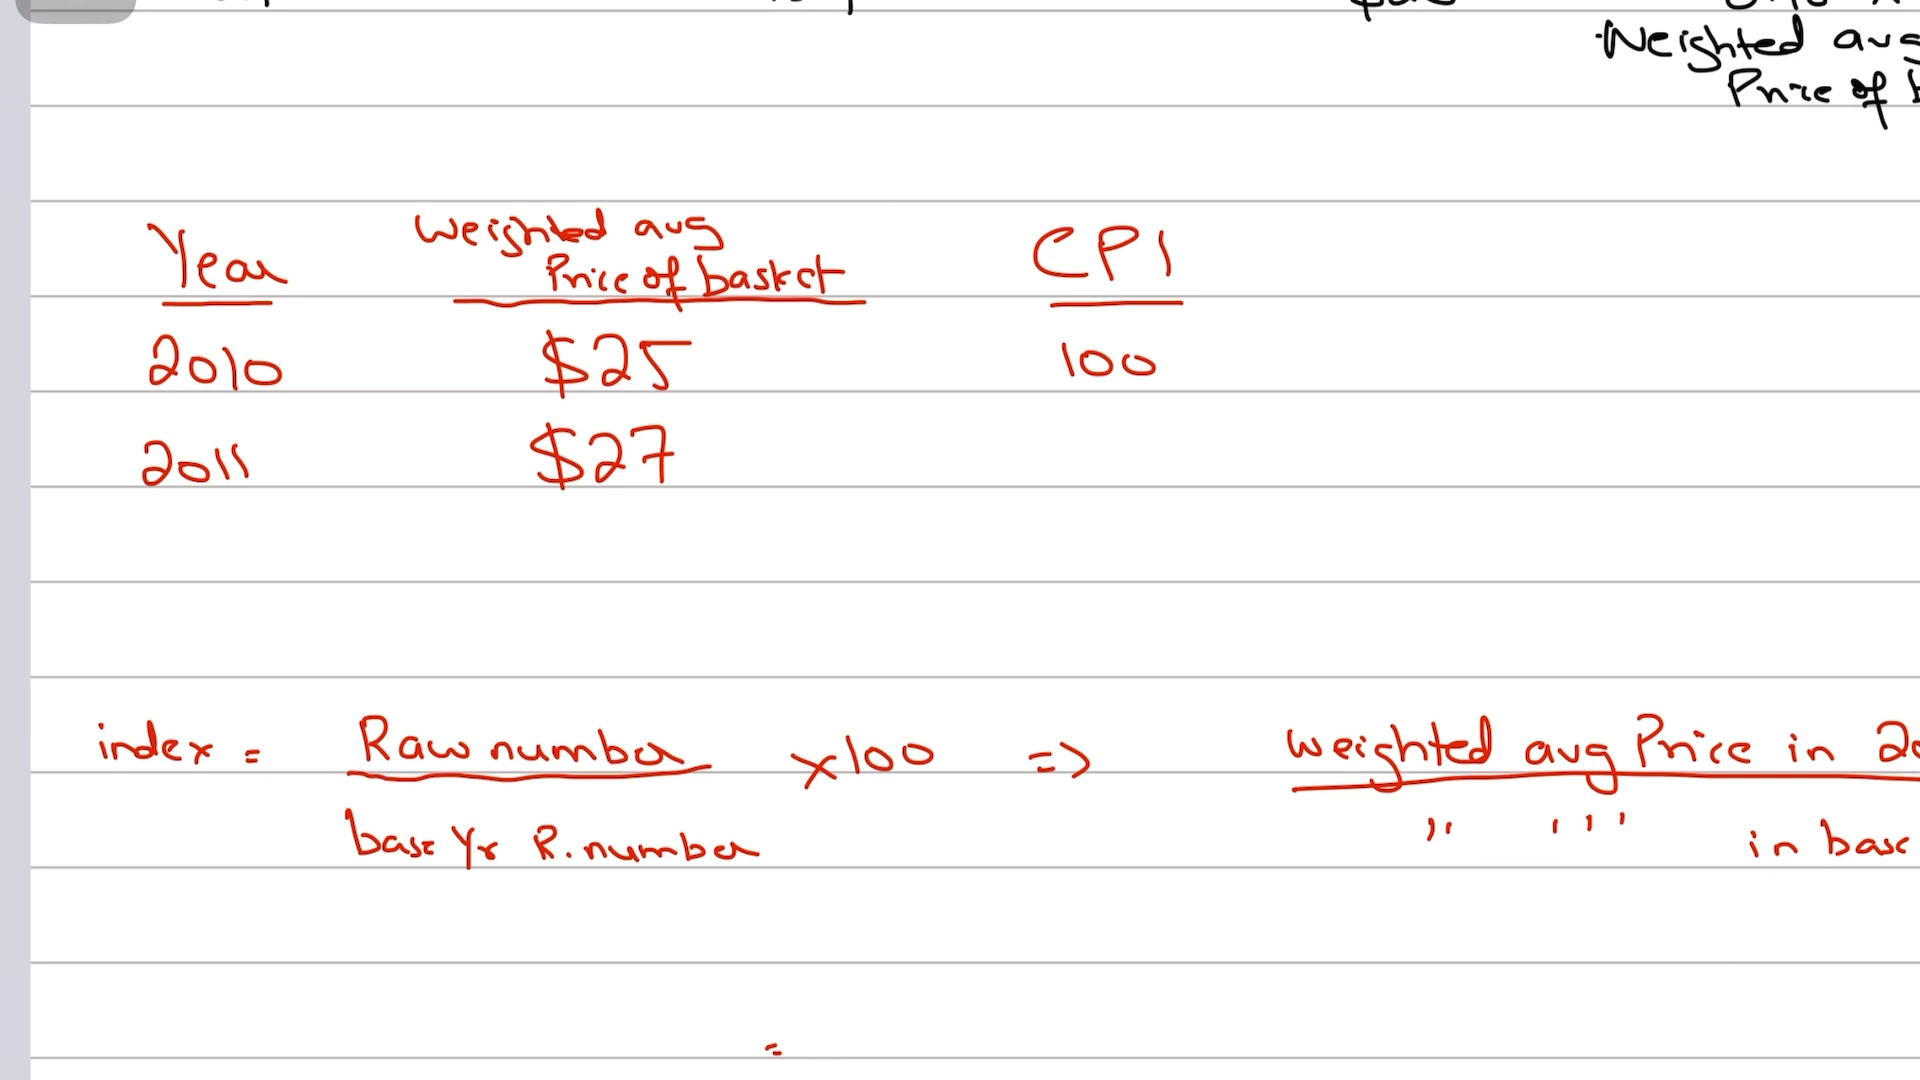 Weighted avg
Price of
Year Weighted avg Price of basket CPI
2010 $25 100
2011 $27
index = Raw number ×100 => Weighted avg Price in
base Yr R. number " ''' in base
=